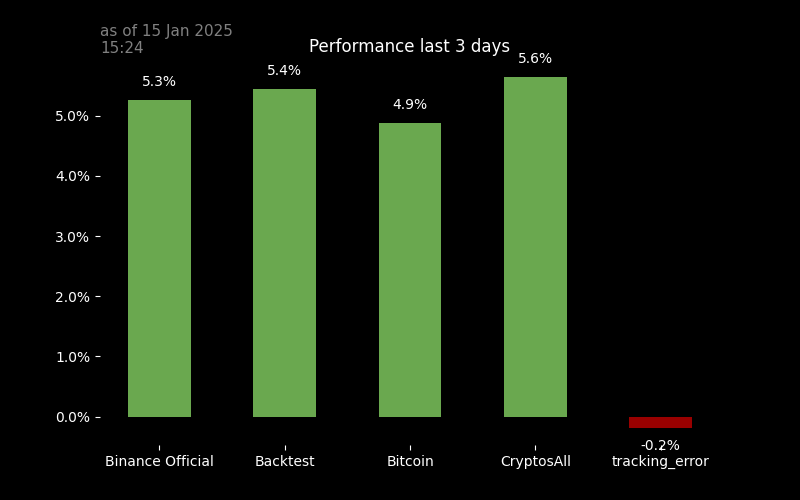 as of 15 Jan 2025
15:24
Performance last 3 days
5.3%
5.4%
4.9%
5.6%
-0.2%
5.0%
4.0%
3.0%
2.0%
1.0%
0.0%
Binance Official
Backtest
Bitcoin
CryptosAll
tracking_error